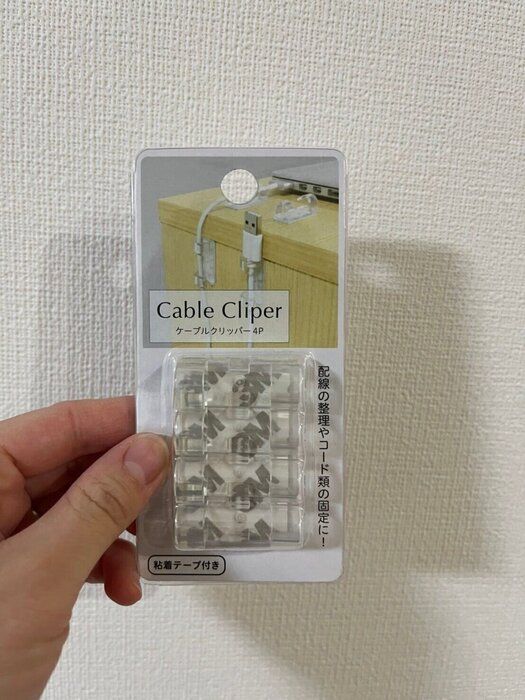 Cable Cliper
ケーブルクリッパー 4P
配線の整理やコード類の固定に!
粘着テープ付き